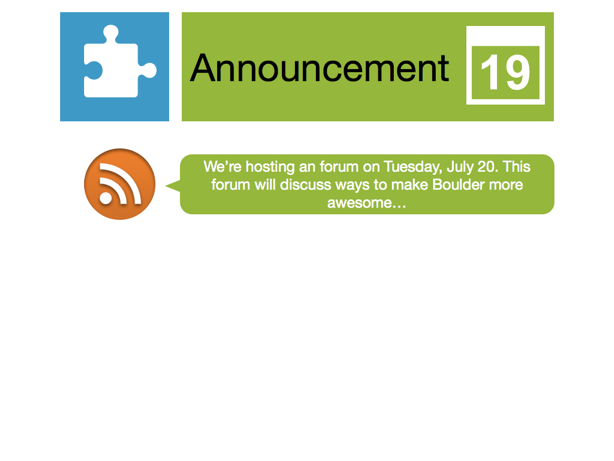 Announcement
19
We're hosting an forum on Tuesday, July 20. This
forum will discuss ways to make Boulder more
awesome…